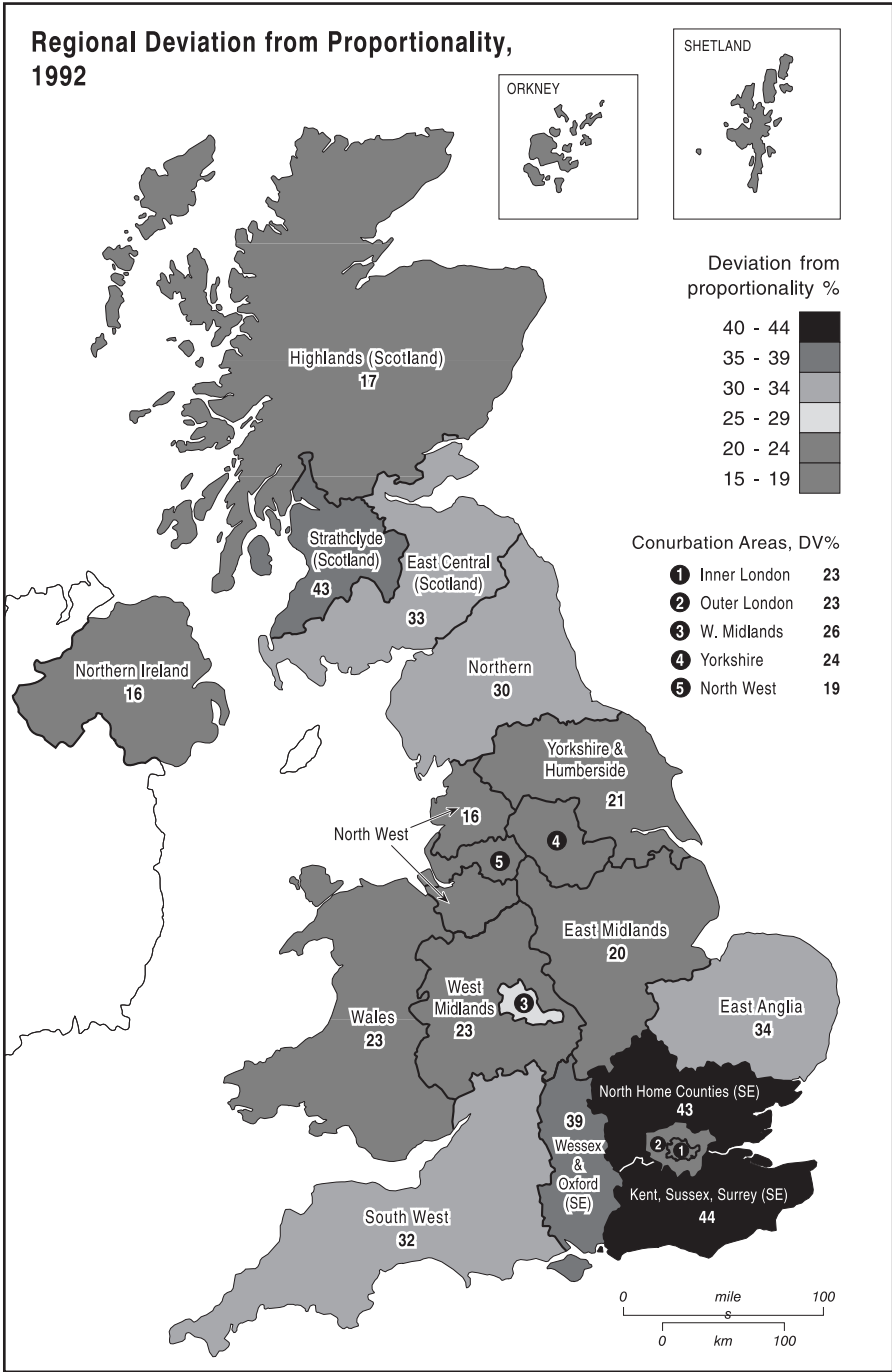 Regional Deviation from Proportionality,
1992
ORKNEY
SHETLAND
Deviation from
proportionality %
40 - 44
35 - 39
30 - 34
25 - 29
20 - 24
15 - 19
Conurbation Areas, DV%
1 Inner London 23
2 Outer London 23
3 W. Midlands 26
4 Yorkshire 24
5 North West 19
Highlands (Scotland)
17
Strathclyde
(Scotland)
43
East Central
(Scotland)
33
Northern Ireland
16
Northern
30
Yorkshire &
Humberside
21
16
North West
4
5
East Midlands
20
West
Midlands
23
3
Wales
23
East Anglia
34
North Home Counties (SE)
43
2
1
39
Wessex
&
Oxford
(SE)
Kent, Sussex, Surrey (SE)
44
South West
32
0 mile 100
s
0 km 100